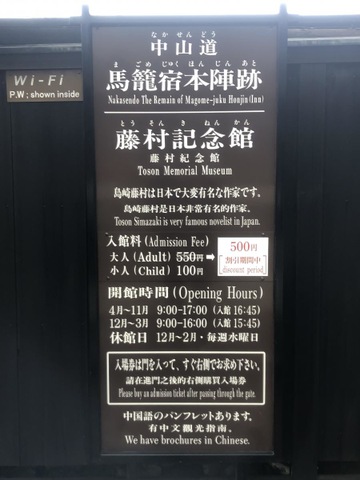 Wi-Fi
P.W ; shown inside
なか せん どう
中山道
ま ごめ じゅく ほん じん あと
馬籠宿本陣跡
Nakasendo The Remain of Magome-juku Honjin(Inn)
とう そん き ねん かん
藤村記念館
藤村紀念館
Toson Memorial Museum
島崎藤村は日本で大変有名な作家です。
島崎藤村是日本非常有名的作家。
Toson Simazaki is very famous novelist in Japan.
入館料(Admission Fee)
大人(Adult) 550円 ➡ 500円
小人(Child) 100円
[割引期間中
discount period]
開館時間(Opening Hours)
4月～11月 9:00-17:00 (入館 16:45)
12月～3月 9:00-16:00 (入館 15:45)
休館日 12月～2月・毎週水曜日
入場券は門を入って、すぐ右側でお求め下さい。
請在進門之後的右側購買入場券
Please buy an admission ticket after passing through the gate.
中国語のパンフレットあります。
有中文觀光指南。
We have brochures in Chinese.